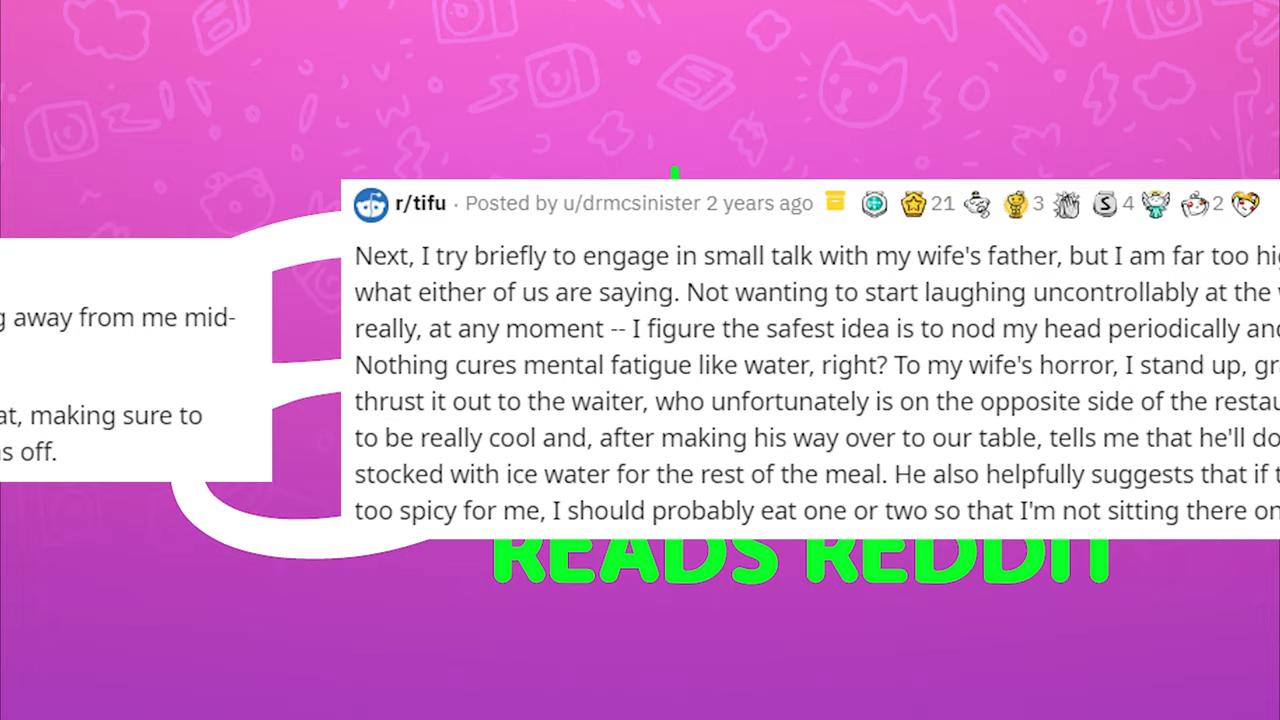 g away from me mid-
at, making sure to
s off.
r/tifu · Posted by u/drmcsinister 2 years ago 21 3 S 4 2
Next, I try briefly to engage in small talk with my wife's father, but I am far too hi
what either of us are saying. Not wanting to start laughing uncontrollably at the
really, at any moment -- I figure the safest idea is to nod my head periodically and
Nothing cures mental fatigue like water, right? To my wife's horror, I stand up, gr
thrust it out to the waiter, who unfortunately is on the opposite side of the restau
to be really cool and, after making his way over to our table, tells me that he'll do
stocked with ice water for the rest of the meal. He also helpfully suggests that if t
too spicy for me, I should probably eat one or two so that I'm not sitting there on
READS REDDIT